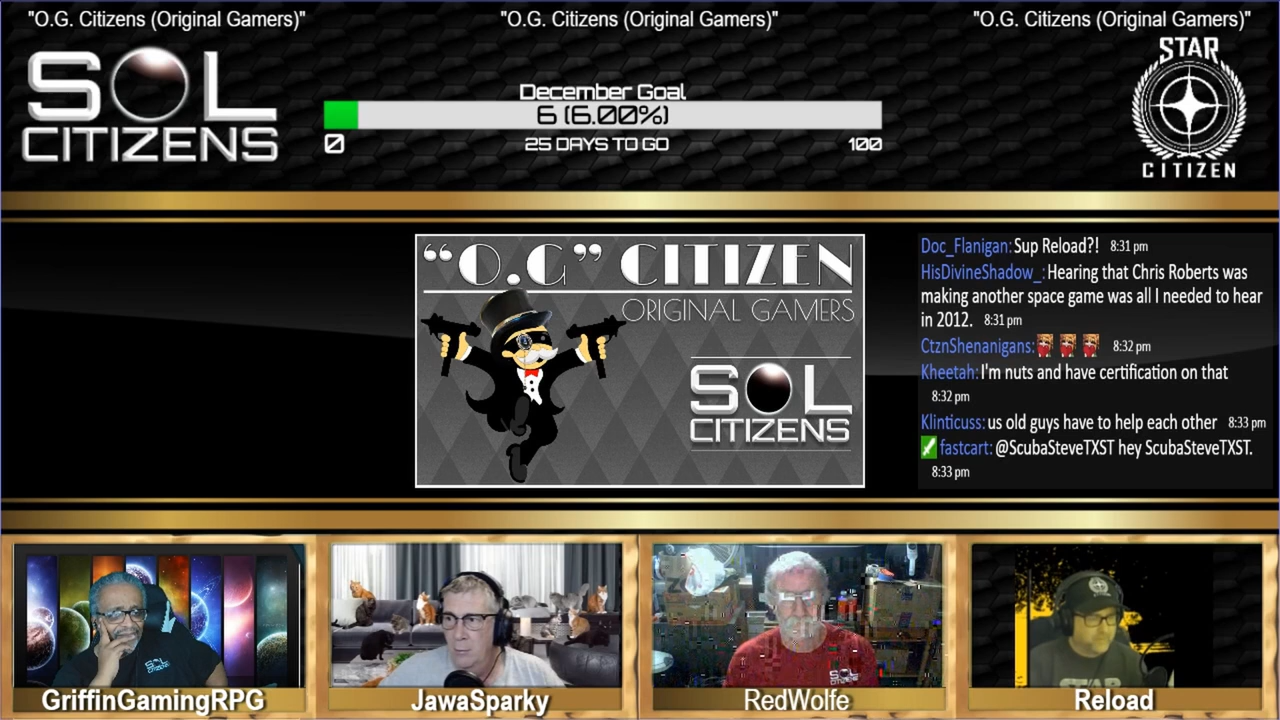 "O.G. Citizens (Original Gamers)" "O.G. Citizens (Original Gamers)" "O.G. Citizens (Original Gamers)"
SOL
CITIZENS
December Goal
6 (6.00%)
0 25 DAYS TO GO 100
STAR
CITIZEN
“O.G” CITIZEN
ORIGINAL GAMERS
SOL
CITIZENS
Doc_Flanigan: Sup Reload?! 8:31 pm
HisDivineShadow_: Hearing that Chris Roberts was
making another space game was all I needed to hear
in 2012. 8:31 pm
CtznShenanigans: 8:32 pm
Kheetah: I'm nuts and have certification on that
8:32 pm
Klinticuss: us old guys have to help each other 8:33 pm
fastcart: @ScubaSteveTXST hey ScubaSteveTXST.
8:33 pm
SOL
SOL
CITIZENS
STAR
GriffinGamingRPG JawaSparky RedWolfe Reload